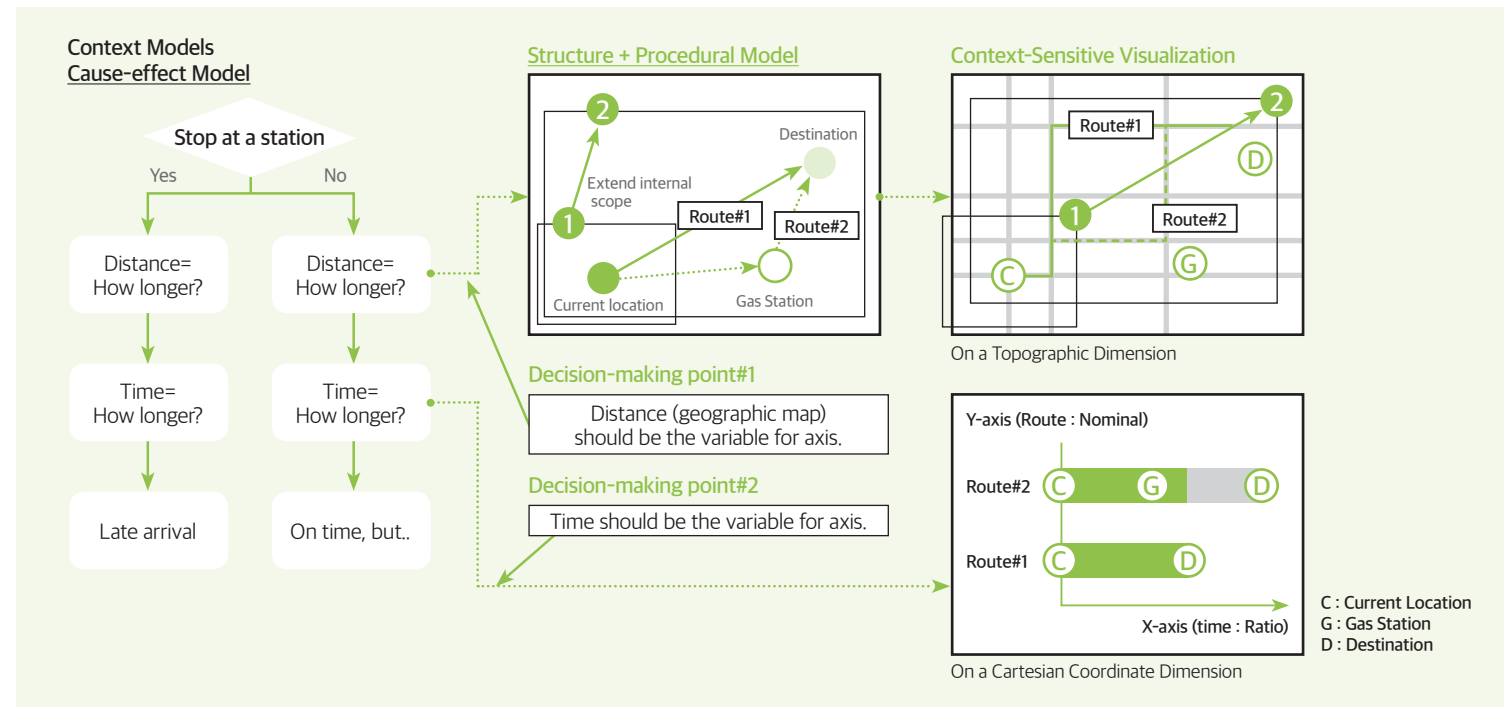 Context Models
Cause-effect Model
Stop at a station
Yes
No
Distance=
How longer?
Distance=
How longer?
Time=
How longer?
Time=
How longer?
Late arrival
On time, but..
Structure + Procedural Model
2
Destination
Extend internal
scope
1
Route#1
Route#2
Current location
Gas Station
Decision-making point#1
Distance (geographic map)
should be the variable for axis.
Decision-making point#2
Time should be the variable for axis.
Context-Sensitive Visualization
2
Route#1
D
1
Route#2
G
C
On a Topographic Dimension
Y-axis (Route : Nominal)
Route#2
C
G
D
Route#1
C
D
X-axis (time : Ratio)
On a Cartesian Coordinate Dimension
C : Current Location
G : Gas Station
D : Destination